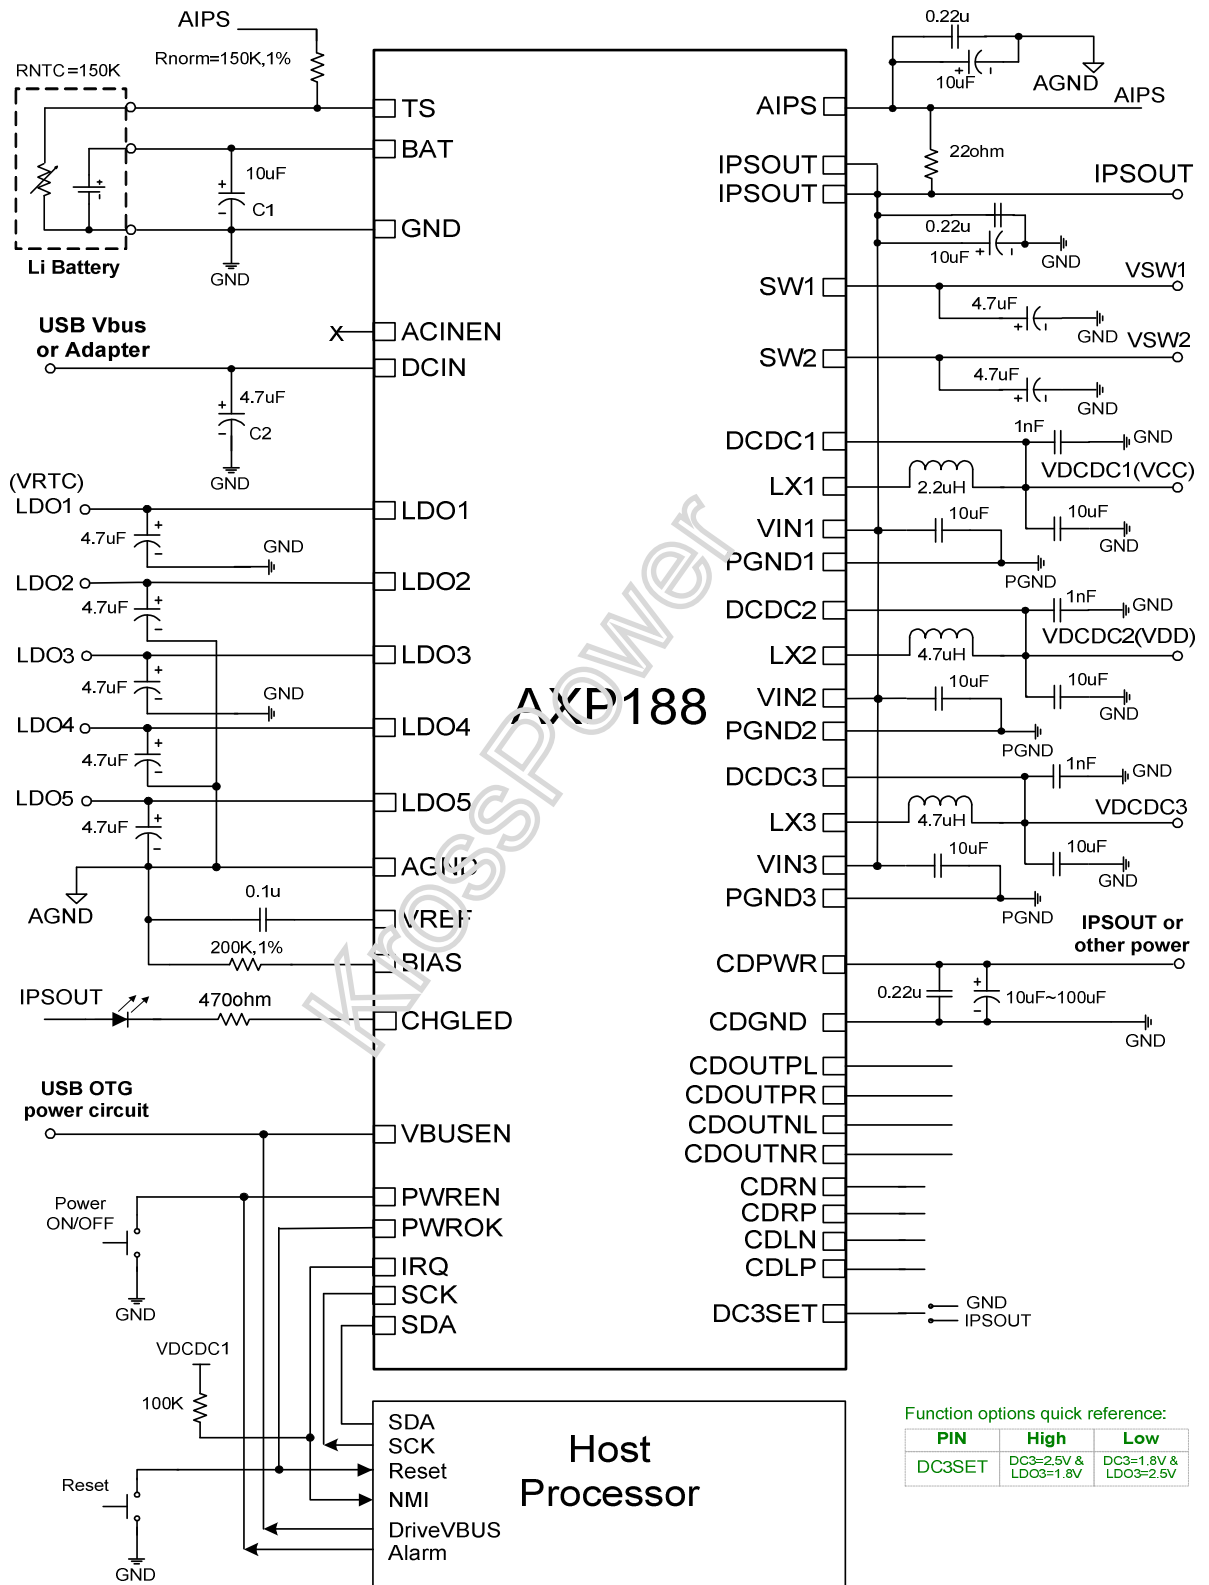 AIPS
Rnorm=150K,1%
RNTC=150K
TS
BAT
10uF
C1
GND
GND
Li Battery
USB Vbus
or Adapter
X
ACINEN
DCIN
4.7uF
C2
GND
(VRTC)
LDO1
LDO1
4.7uF
GND
LDO2
LDO2
4.7uF
LDO3
LDO3
4.7uF
GND
LDO4
LDO4
4.7uF
LDO5
LDO5
4.7uF
AGND
AGND
0.1u
VREF
200K,1%
BIAS
IPSOUT
470ohm
CHGLED
USB OTG
power circuit
VBUSEN
Power
ON/OFF
GND
PWREN
PWROK
IRQ
SCK
SDA
VDCDC1
100K
Reset
GND
AXP188
KrossPower
0.22u
10uF
AGND
AIPS
AIPS
22ohm
IPSOUT
IPSOUT
IPSOUT
0.22u
10uF
GND
SW1
VSW1
4.7uF
GND
SW2
VSW2
4.7uF
GND
DCDC1
1nF
GND
LX1
2.2uH
VDCDC1(VCC)
VIN1
10uF
10uF
GND
PGND1
PGND
DCDC2
1nF
GND
LX2
4.7uH
VDCDC2(VDD)
VIN2
10uF
10uF
GND
PGND2
PGND
DCDC3
1nF
GND
LX3
4.7uH
VDCDC3
VIN3
10uF
10uF
GND
PGND3
PGND
IPSOUT or
other power
CDPWR
0.22u
10uF~100uF
CDGND
GND
CDOUTPL
CDOUTPR
CDOUTNL
CDOUTNR
CDRN
CDRP
CDLN
CDLP
DC3SET
GND
IPSOUT
SDA
SCK
Reset
NMI
DriveVBUS
Alarm
Host
Processor
Function options quick reference:
PIN High Low
DC3SET
DC3=2.5V &
LDO3=1.8V
DC3=1.8V &
LDO3=2.5V